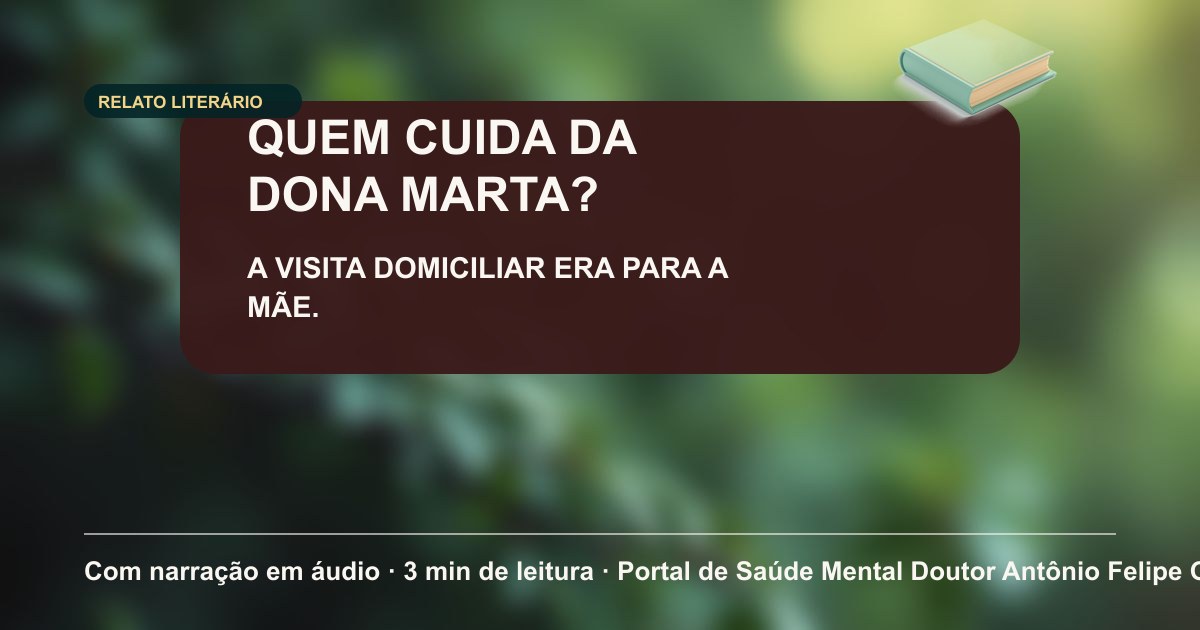 RELATO LITERÁRIO
QUEM CUIDA DA
DONA MARTA?
A VISITA DOMICILIAR ERA PARA A
MÃE.
Com narração em áudio · 3 min de leitura · Portal de Saúde Mental Doutor Antônio Felipe